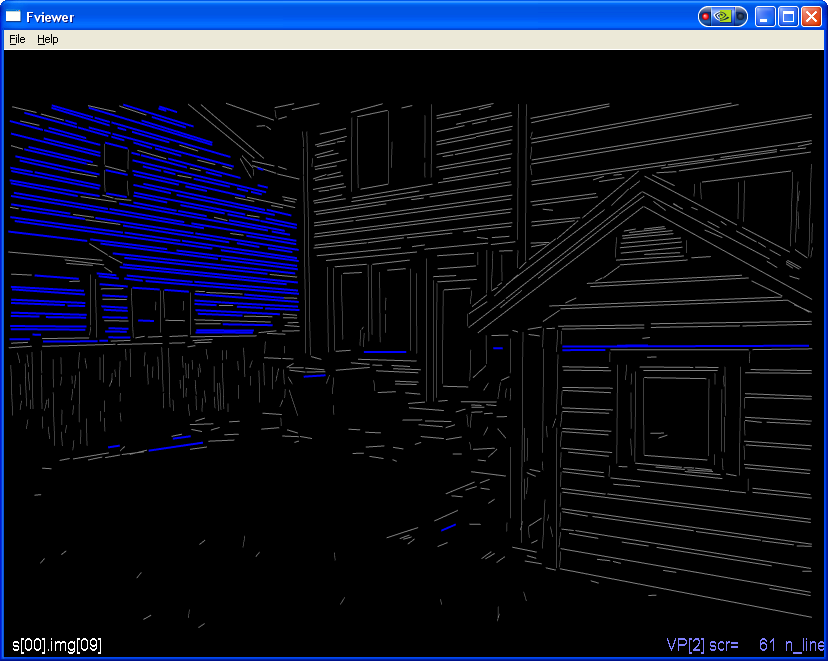 Fviewer
File Help
s[00].img[09]
VP[2] scr= 61 n_line